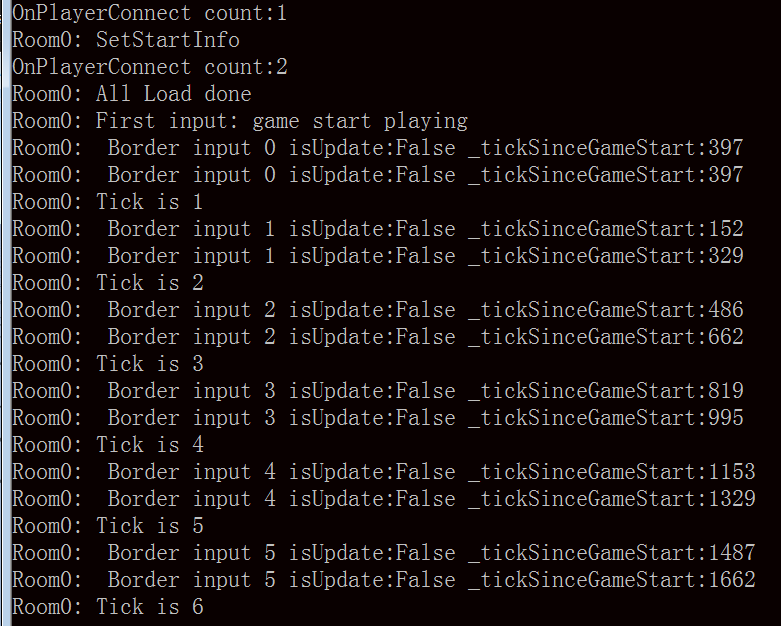 OnPlayerConnect count:1
Room0: SetStartInfo
OnPlayerConnect count:2
Room0: All Load done
Room0: First input: game start playing
Room0:  Border input 0 isUpdate:False _tickSinceGameStart:397
Room0:  Border input 0 isUpdate:False _tickSinceGameStart:397
Room0: Tick is 1
Room0:  Border input 1 isUpdate:False _tickSinceGameStart:152
Room0:  Border input 1 isUpdate:False _tickSinceGameStart:329
Room0: Tick is 2
Room0:  Border input 2 isUpdate:False _tickSinceGameStart:486
Room0:  Border input 2 isUpdate:False _tickSinceGameStart:662
Room0: Tick is 3
Room0:  Border input 3 isUpdate:False _tickSinceGameStart:819
Room0:  Border input 3 isUpdate:False _tickSinceGameStart:995
Room0: Tick is 4
Room0:  Border input 4 isUpdate:False _tickSinceGameStart:1153
Room0:  Border input 4 isUpdate:False _tickSinceGameStart:1329
Room0: Tick is 5
Room0:  Border input 5 isUpdate:False _tickSinceGameStart:1487
Room0:  Border input 5 isUpdate:False _tickSinceGameStart:1662
Room0: Tick is 6